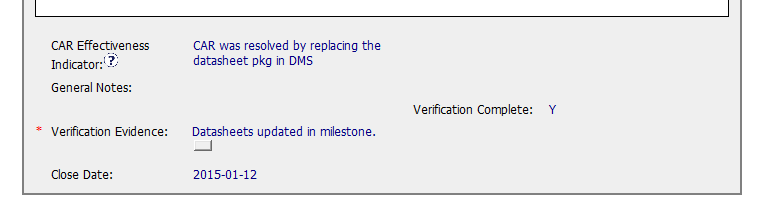 CAR Effectiveness Indicator:? CAR was resolved by replacing the datasheet pkg in DMS
General Notes:
Verification Complete: Y
* Verification Evidence: Datasheets updated in milestone.
Close Date: 2015-01-12